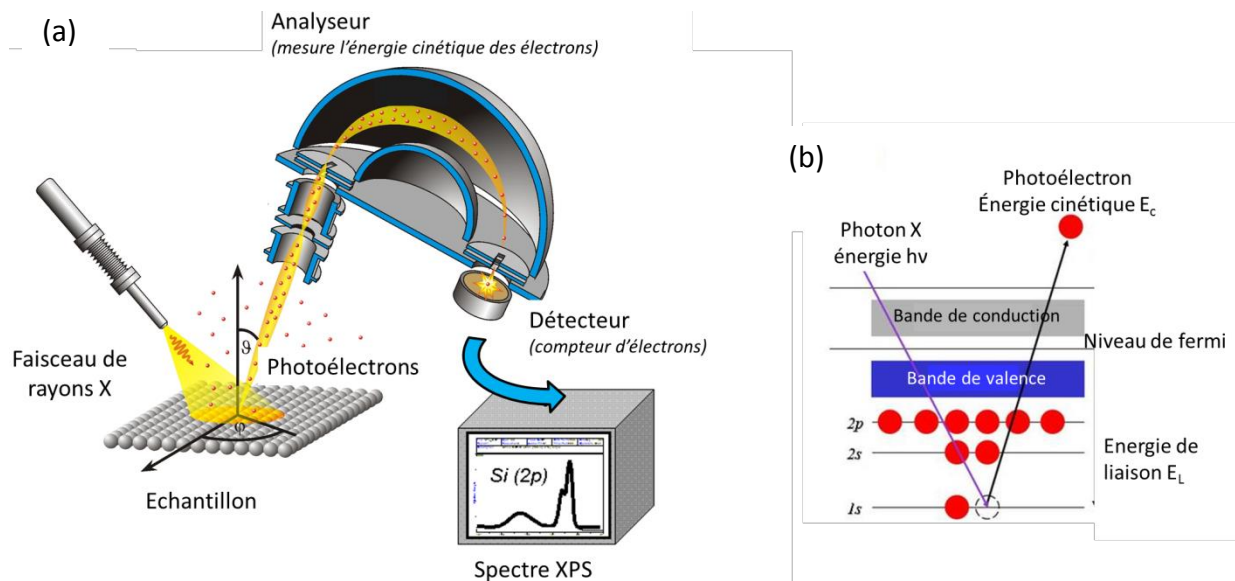 (a)
Analyseur
(mesure l’énergie cinétique des électrons)
Faisceau de
rayons X
ϑ
Photoélectrons
φ
Echantillon
Détecteur
(compteur d’électrons)
Si (2p)
Spectre XPS
(b)
Photoélectron
Énergie cinétique Ec
Photon X
énergie hν
Bande de conduction
Niveau de fermi
Bande de valence
2p
2s
Energie de
liaison EL
1s